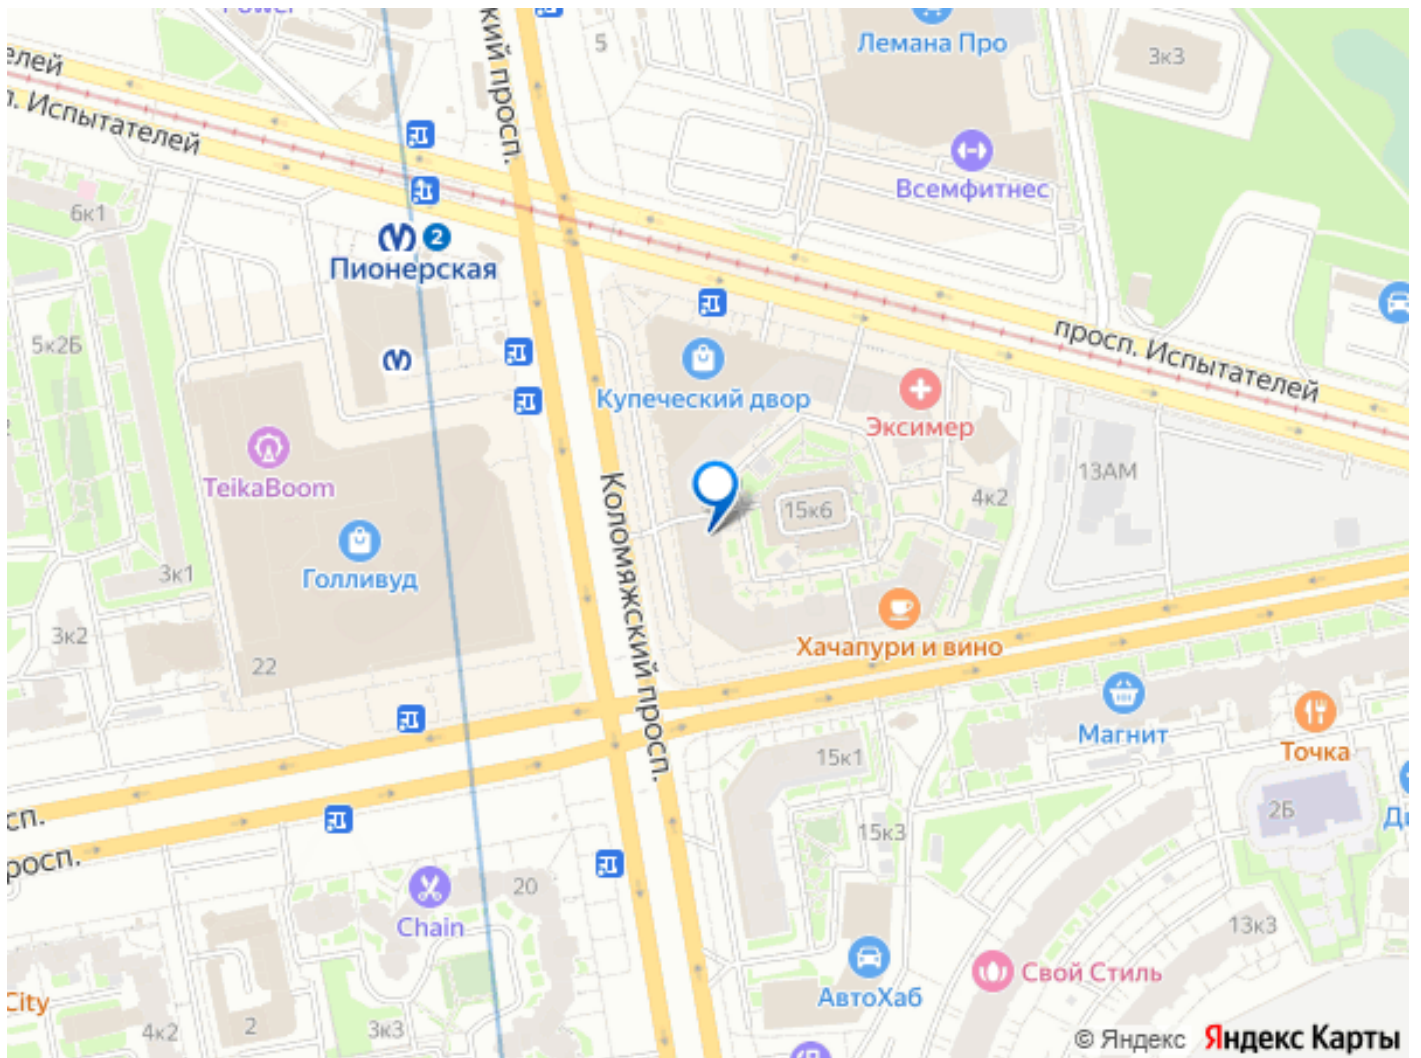 Лемана Про
5
3к3
кий просп.
елей
п. Испытателей
Всемфитнес
6к1
2
Пионерская
просп. Испытателей
5к2Б
Купеческий двор
Эксимер
TeikaBoom
13АМ
4к2
15к6
Коломяжский просп.
Голливуд
3к1
3к2
22
Хачапури и вино
Магнит
Точка
15к1
2Б
15к3
сп.
росп.
20
Chain
13к3
Свой Стиль
АвтоХаб
City
4к2
2
3к3
© Яндекс Яндекс Карты